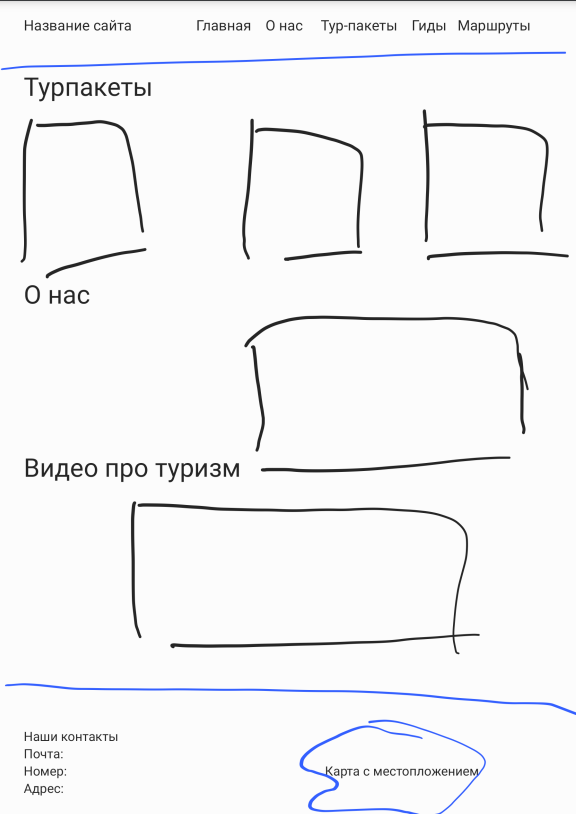 Название сайта Главная О нас Тур-пакеты Гиды Маршруты
Турпакеты
О нас
Видео про туризм
Наши контакты
Почта:
Номер:
Адрес:
Карта с местопложением